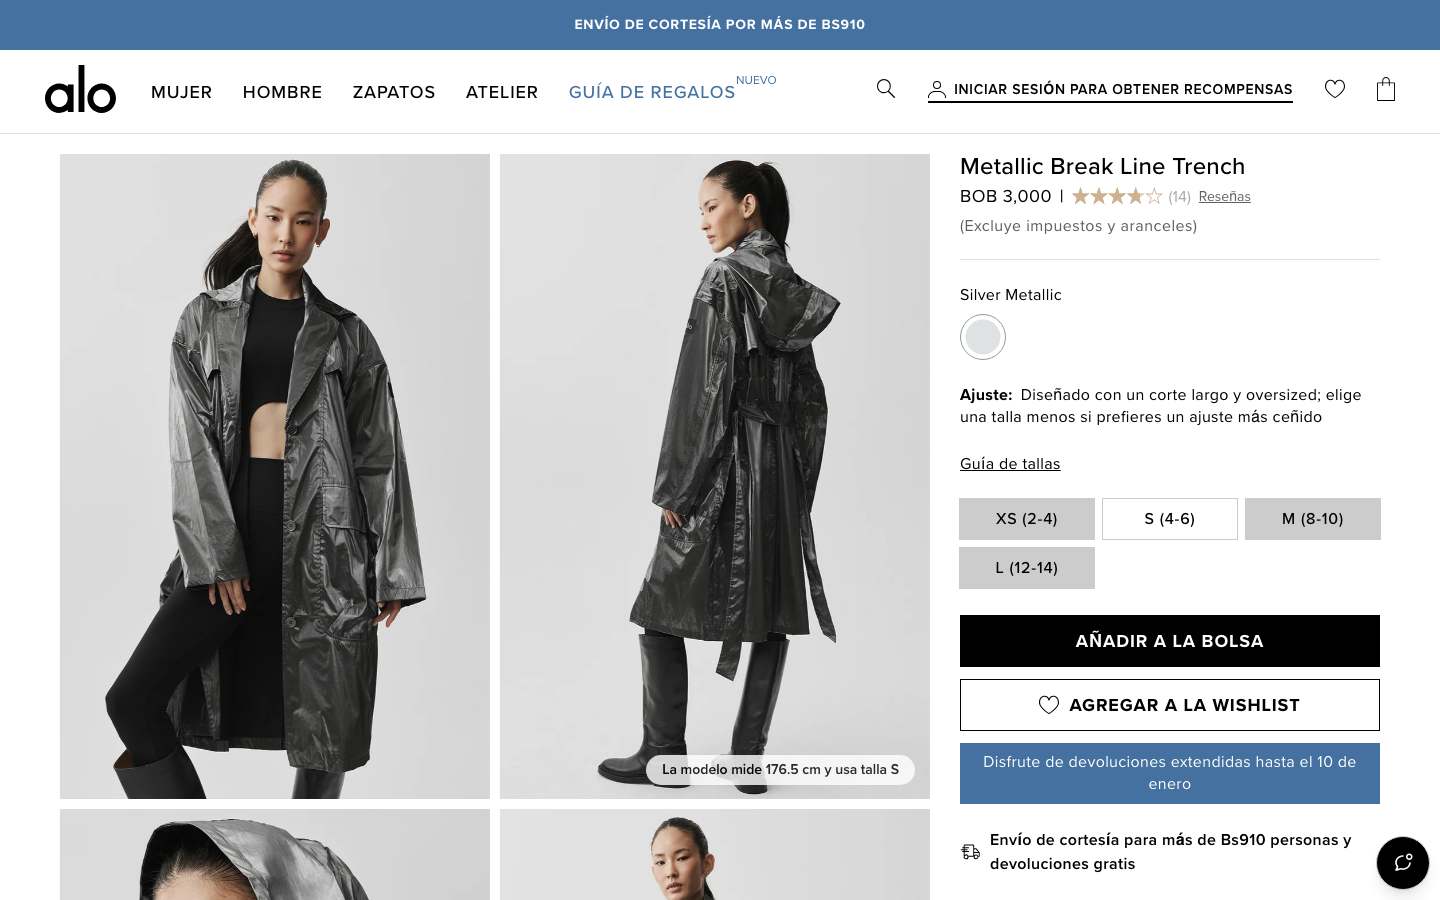 ENVÍO DE CORTESÍA POR MÁS DE BS910
alo
MUJER
HOMBRE
ZAPATOS
ATELIER
GUÍA DE REGALOS
NUEVO
INICIAR SESIÓN PARA OBTENER RECOMPENSAS
Metallic Break Line Trench
BOB 3,000 | (14) Reseñas
(Excluye impuestos y aranceles)
Silver Metallic
Ajuste: Diseñado con un corte largo y oversized; elige
una talla menos si prefieres un ajuste más ceñido
Guía de tallas
XS (2-4)
S (4-6)
M (8-10)
L (12-14)
AÑADIR A LA BOLSA
AGREGAR A LA WISHLIST
Disfrute de devoluciones extendidas hasta el 10 de
enero
Envío de cortesía para más de Bs910 personas y
devoluciones gratis
La modelo mide 176.5 cm y usa talla S